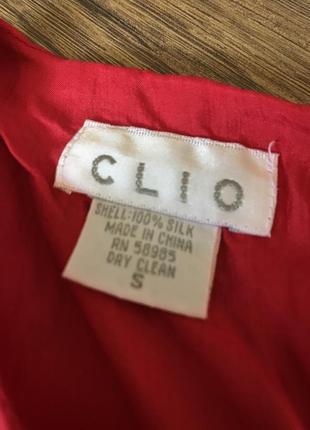 CLIO
SHELL:100% SILK
MADE IN CHINA
RN 58985
DRY CLEAN
S